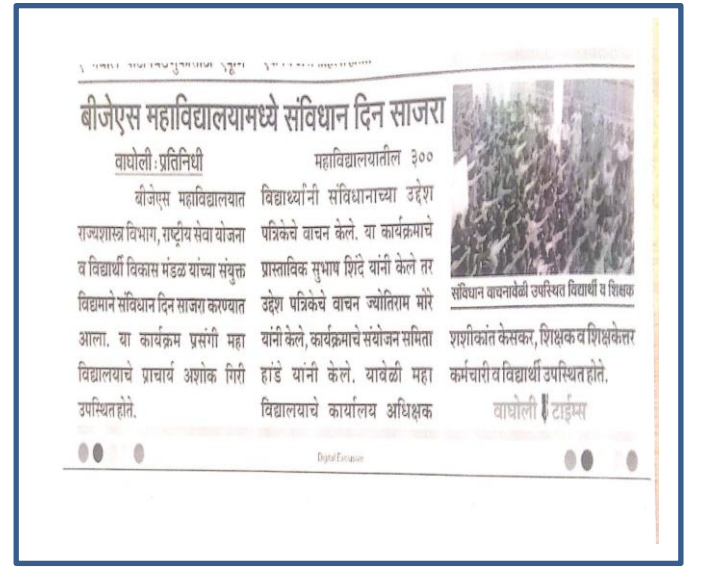 बीजेएस महाविद्यालयामध्ये संविधान दिन साजरा
वाघोली : प्रतिनिधी
बीजेएस महाविद्यालयात
राज्यशास्त्र विभाग, राष्ट्रीय सेवा योजना
व विद्यार्थी विकास मंडळ यांच्या संयुक्त
विद्यमाने संविधान दिन साजरा करण्यात
आला. या कार्यक्रम प्रसंगी महा
विद्यालयाचे प्राचार्य अशोक गिरी
उपस्थित होते.
महाविद्यालयातील ३००
विद्यार्थ्यांनी संविधानाच्या उद्देश
पत्रिकेचे वाचन केले. या कार्यक्रमाचे
प्रास्ताविक सुभाष शिंदे यांनी केले तर
उद्देश पत्रिकेचे वाचन ज्योतिराम मोरे
यांनी केले, कार्यक्रमाचे संयोजन समिता
हांडे यांनी केले. यावेळी महा
विद्यालयाचे कार्यालय अधिक्षक
संविधान वाचनावेळी उपस्थित विद्यार्थी व शिक्षक
शशीकांत केसकर, शिक्षक व शिक्षकेत्तर
कर्मचारी व विद्यार्थी उपस्थित होते.
वाघोली टाईम्स
Digital